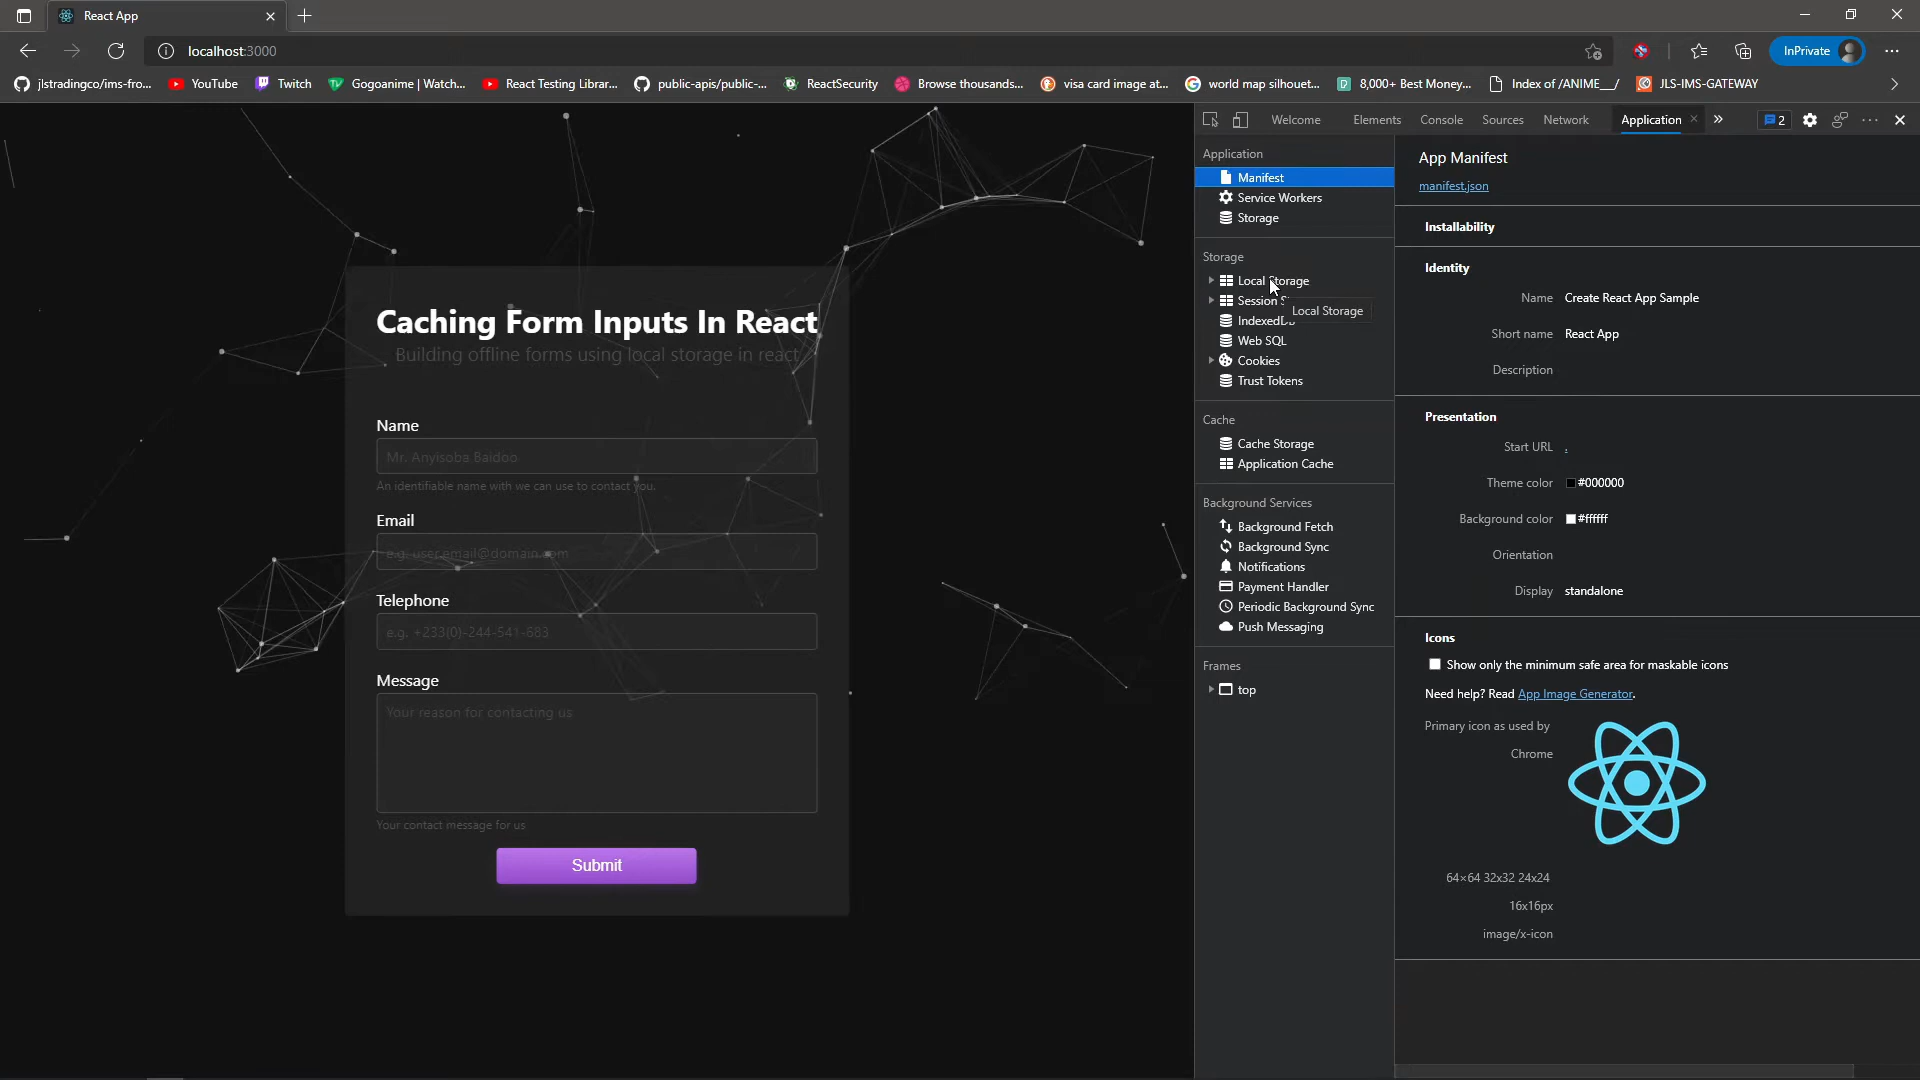 React App
localhost:3000
InPrivate
jlstradingco/ims-fro...
YouTube
Twitch
Gogoanime | Watch...
React Testing Librar...
public-apis/public-...
ReactSecurity
Browse thousands...
visa card image at...
world map silhouet...
8,000+ Best Money...
Index of /ANIME__/
JLS-IMS-GATEWAY
Welcome
Elements
Console
Sources
Network
Application
2
Caching Form Inputs In React
Building offline forms using local storage in react
Name
Mr. Anyisoba Baidoo
An identifiable name with we can use to contact you.
Email
e.g. user.email@domain.com
Telephone
e.g. +233(0)-244-541-683
Message
Your reason for contacting us
Your contact message for us
Submit
Application
Manifest
Service Workers
Storage
Storage
Local Storage
Session S
Local Storage
IndexedD
Web SQL
Cookies
Trust Tokens
Cache
Cache Storage
Application Cache
Background Services
Background Fetch
Background Sync
Notifications
Payment Handler
Periodic Background Sync
Push Messaging
Frames
top
App Manifest
manifest.json
Installability
Identity
Name Create React App Sample
Short name React App
Description
Presentation
Start URL .
Theme color #000000
Background color #ffffff
Orientation
Display standalone
Icons
Show only the minimum safe area for maskable icons
Need help? Read App Image Generator.
Primary icon as used by
Chrome
64×64 32x32 24x24
16x16px
image/x-icon